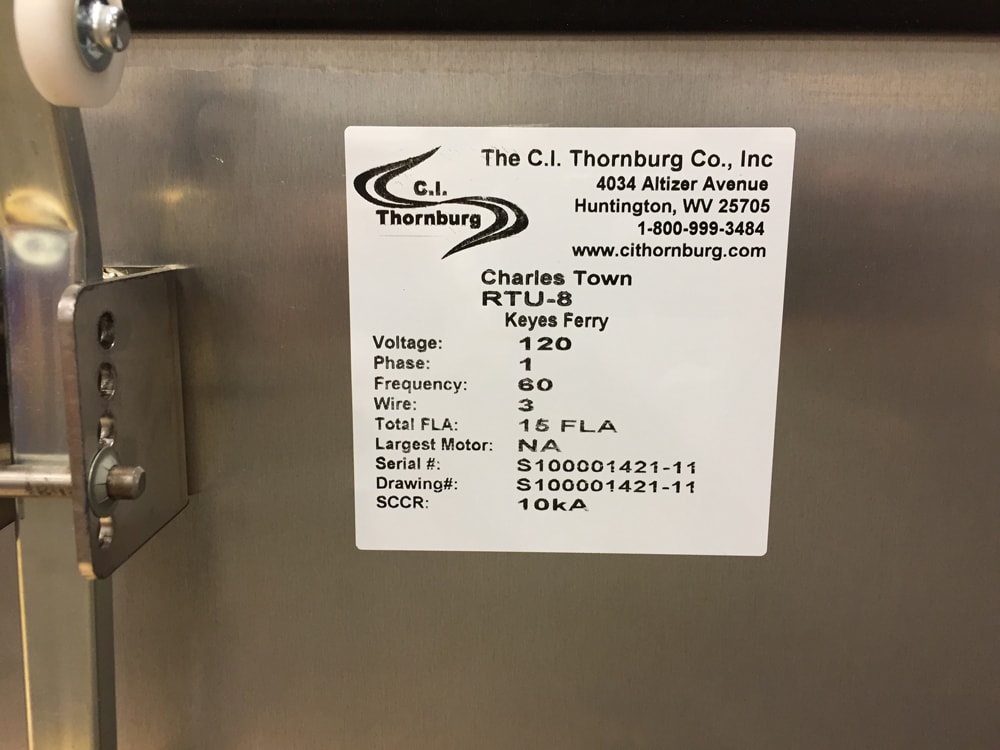 The C.I. Thornburg Co., Inc
4034 Altizer Avenue
Huntington, WV 25705
1-800-999-3484
www.cithornburg.com
C.I.
Thornburg
Charles Town
RTU-8
Keyes Ferry
Voltage: 120
Phase: 1
Frequency: 60
Wire: 3
Total FLA: 15 FLA
Largest Motor: NA
Serial #: S100001421-11
Drawing#: S100001421-11
SCCR: 10kA